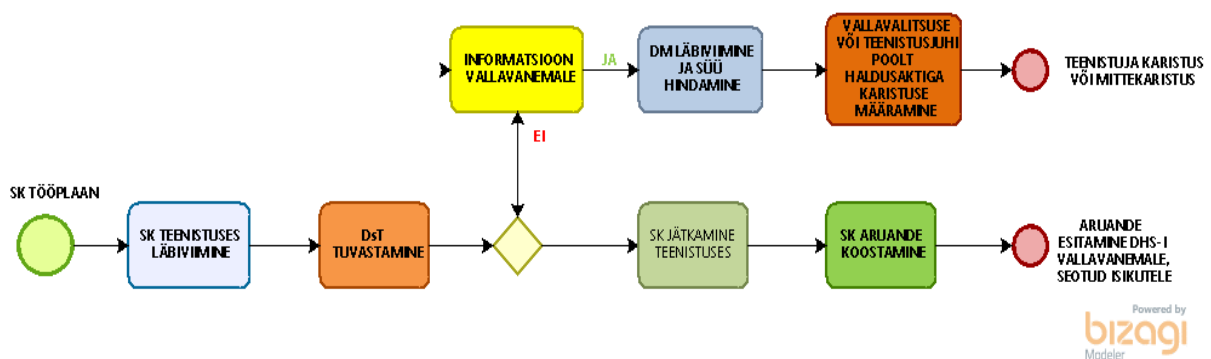 INFORMATSIOON
VALLAVANEMALE
JA
DM LÄBIVIIMINE
JA SÜÜ
HINDAMINE
VALLAVALITSUSE
VÕI TEENISTUSJUHI
POOLT
HALDUSAKTIGA
KARISTUSE
MÄÄRAMINE
TEENISTUJA KARISTUS
VÕI MITTEKARISTUS
EI
SK TÖÖPLAAN
SK TEENISTUSES
LÄBIVIIMINE
DsT
TUVASTAMINE
SK JÄTKAMINE
TEENISTUSES
SK ARUANDE
KOOSTAMINE
ARUANDE
ESITAMINE DHS-I
VALLAVANEMALE,
SEOTUD ISIKUTELE
Powered by
bizagi
Modeler